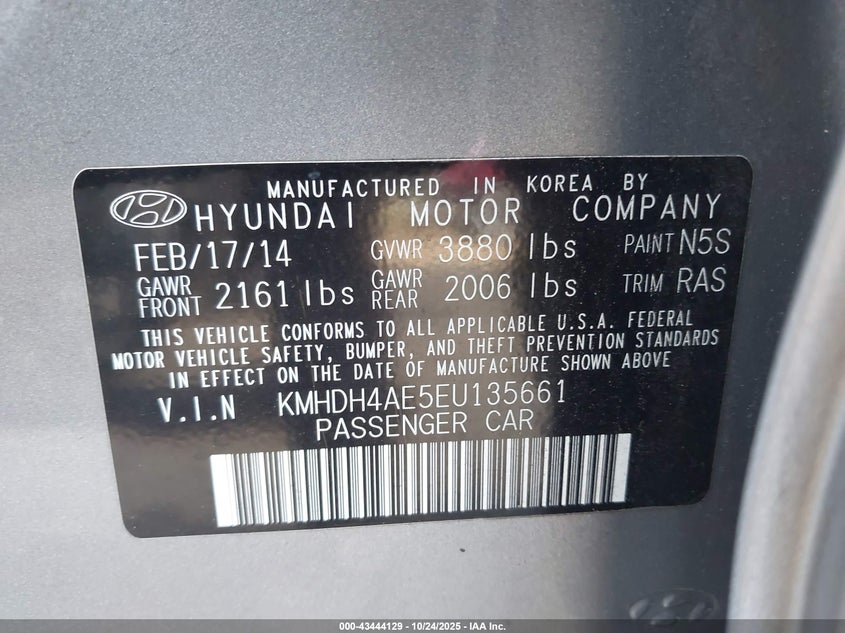 MANUFACTURED IN KOREA BY
HYUNDAI MOTOR COMPANY
FEB/17/14 GVWR 3880 lbs PAINT N5S
GAWR FRONT 2161 lbs GAWR REAR 2006 lbs TRIM RAS
THIS VEHICLE CONFORMS TO ALL APPLICABLE U.S.A. FEDERAL
MOTOR VEHICLE SAFETY, BUMPER, AND THEFT PREVENTION STANDARDS
IN EFFECT ON THE DATE OF MANUFACTURE SHOWN ABOVE
V.I.N KMHDH4AE5EU135661
PASSENGER CAR
000-43444129 - 10/24/2025 - IAA Inc.